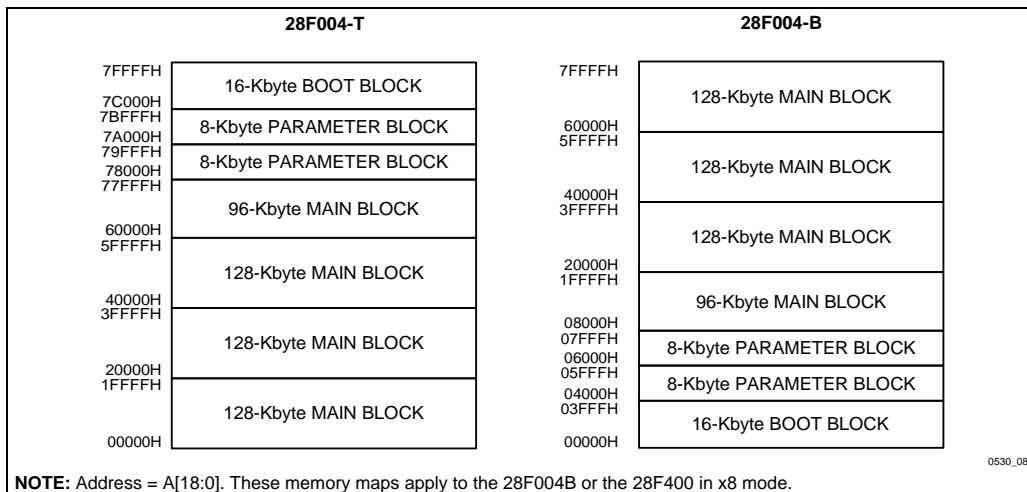 28F004-T
7FFFFH
16-Kbyte BOOT BLOCK
7C000H
7BFFFH
8-Kbyte PARAMETER BLOCK
7A000H
79FFFH
8-Kbyte PARAMETER BLOCK
78000H
77FFFH
96-Kbyte MAIN BLOCK
60000H
5FFFFH
128-Kbyte MAIN BLOCK
40000H
3FFFFH
128-Kbyte MAIN BLOCK
20000H
1FFFFH
128-Kbyte MAIN BLOCK
00000H
28F004-B
7FFFFH
128-Kbyte MAIN BLOCK
60000H
5FFFFH
128-Kbyte MAIN BLOCK
40000H
3FFFFH
128-Kbyte MAIN BLOCK
20000H
1FFFFH
96-Kbyte MAIN BLOCK
08000H
07FFFH
8-Kbyte PARAMETER BLOCK
06000H
05FFFH
8-Kbyte PARAMETER BLOCK
04000H
03FFFH
16-Kbyte BOOT BLOCK
00000H
0530_08
NOTE: Address = A[18:0]. These memory maps apply to the 28F004B or the 28F400 in x8 mode.